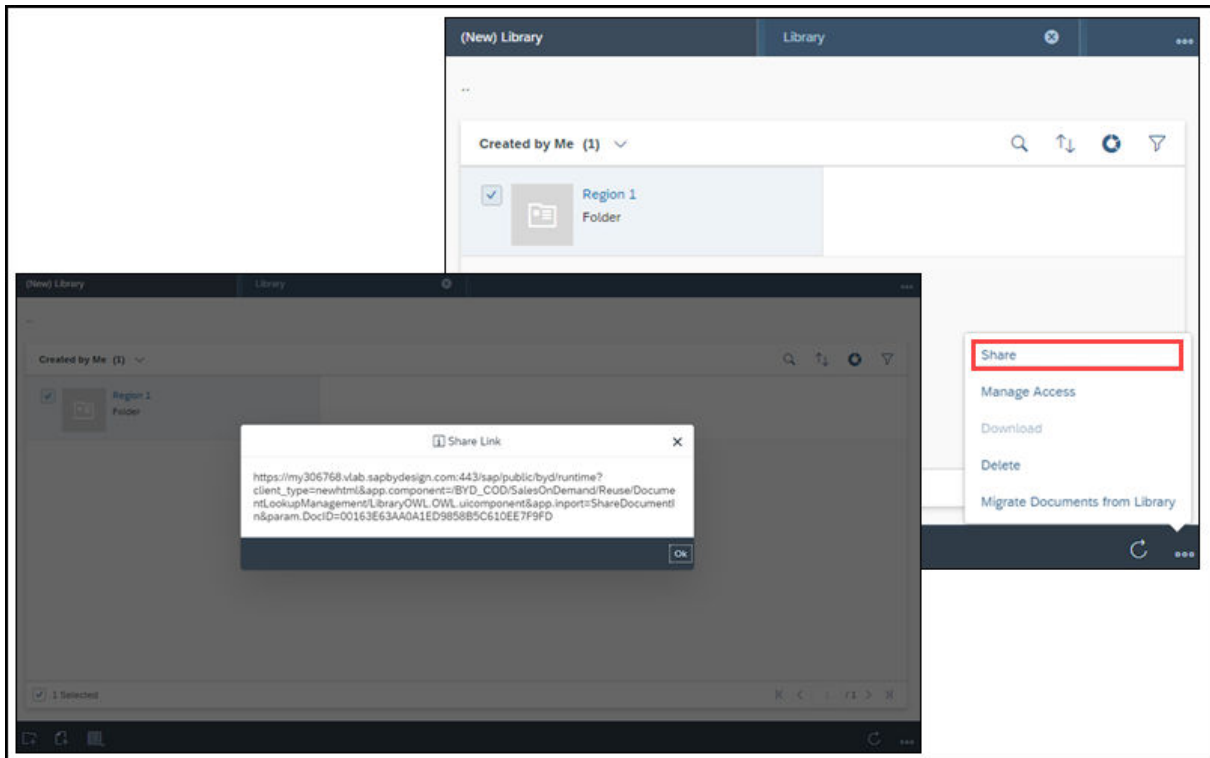 (New) Library
Library
..
Created by Me (1)
Region 1
Folder
Share
Manage Access
Download
Delete
Migrate Documents from Library
(New) Library
Library
..
Created by Me (1)
Region 1
Folder
Share Link
https://my306768.vlab.sapbydesign.com:443/sap/public/byd/runtime?
client_type=newhtml&app.component=/BYD_COD/SalesOnDemand/Reuse/Docume
ntLookupManagement/LibraryOWL.OWL.uicomponent&app.inport=ShareDocumentI
n&param.DocID=00163E63AA0A1ED9858B5C610EE7F9FD
Ok
1 Selected
1 /1